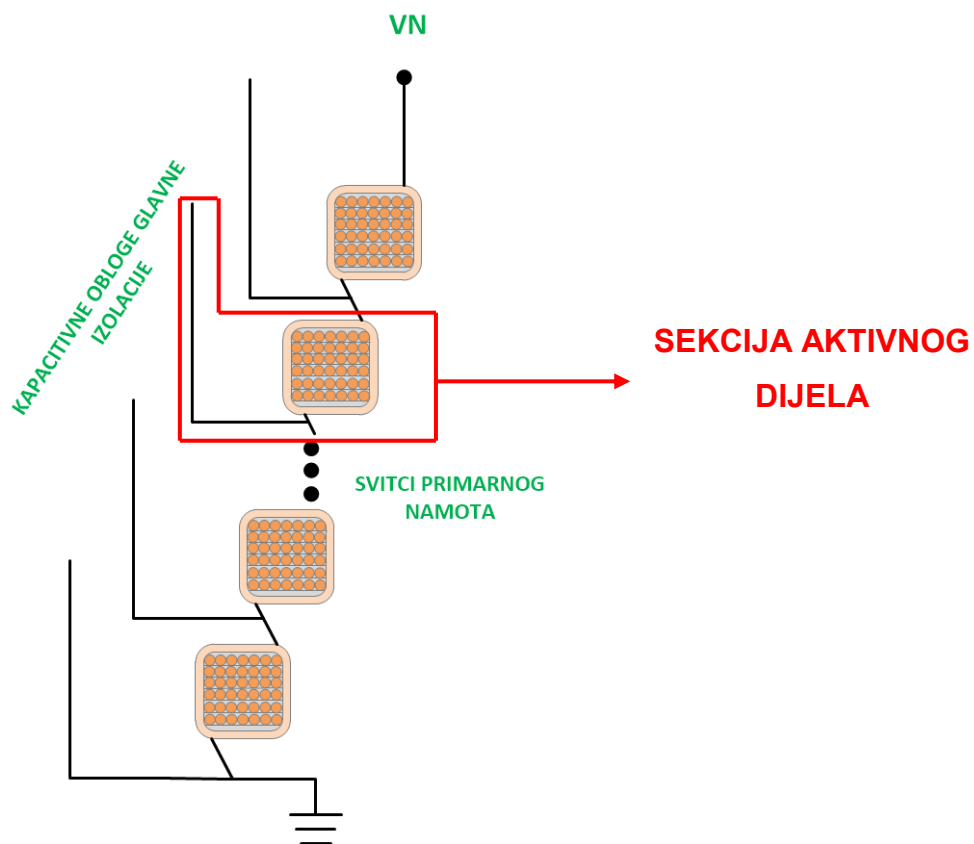 VN
KAPACITIVNE OBLOGE GLAVNE
IZOLACIJE
SEKCIJA AKTIVNOG
DIJELA
SVITCI PRIMARNOG
NAMOTA